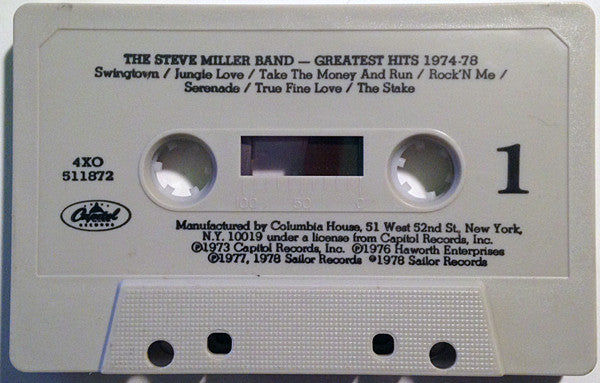 THE STEVE MILLER BAND — GREATEST HITS 1974-78
Swingtown / Jungle Love / Take The Money And Run / Rock'N Me /
Serenade / True Fine Love / The Stake
4XO
511872
1
100 50 0
Capitol
RECORDS
Manufactured by Columbia House, 51 West 52nd St., New York,
N.Y. 10019 under a license from Capitol Records, Inc.
℗1973 Capitol Records, Inc. ℗1976 Haworth Enterprises
℗1977, 1978 Sailor Records ©1978 Sailor Records